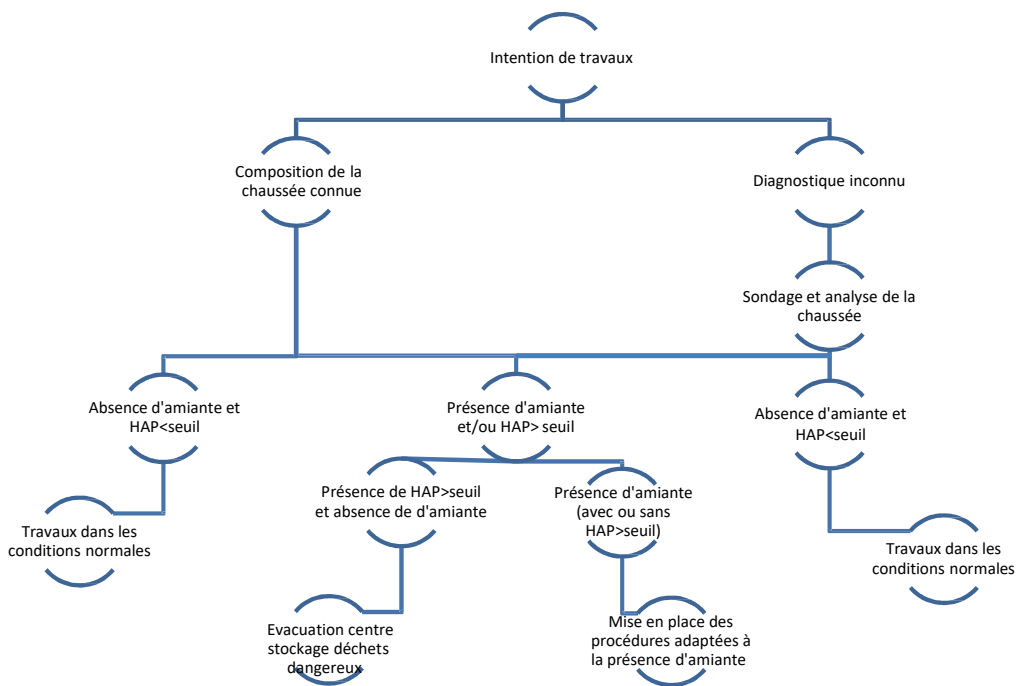 Intention de travaux
Composition de la
chaussée connue
Diagnostique inconnu
Sondage et analyse de la
chaussée
Absence d'amiante et
HAP<seuil
Présence d'amiante
et/ou HAP> seuil
Absence d'amiante et
HAP<seuil
Présence de HAP>seuil
et absence de d'amiante
Présence d'amiante
(avec ou sans
HAP>seuil)
Travaux dans les
conditions normales
Travaux dans les
conditions normales
Evacuation centre
stockage déchets
dangereux
Mise en place des
procédures adaptées à
la présence d'amiante